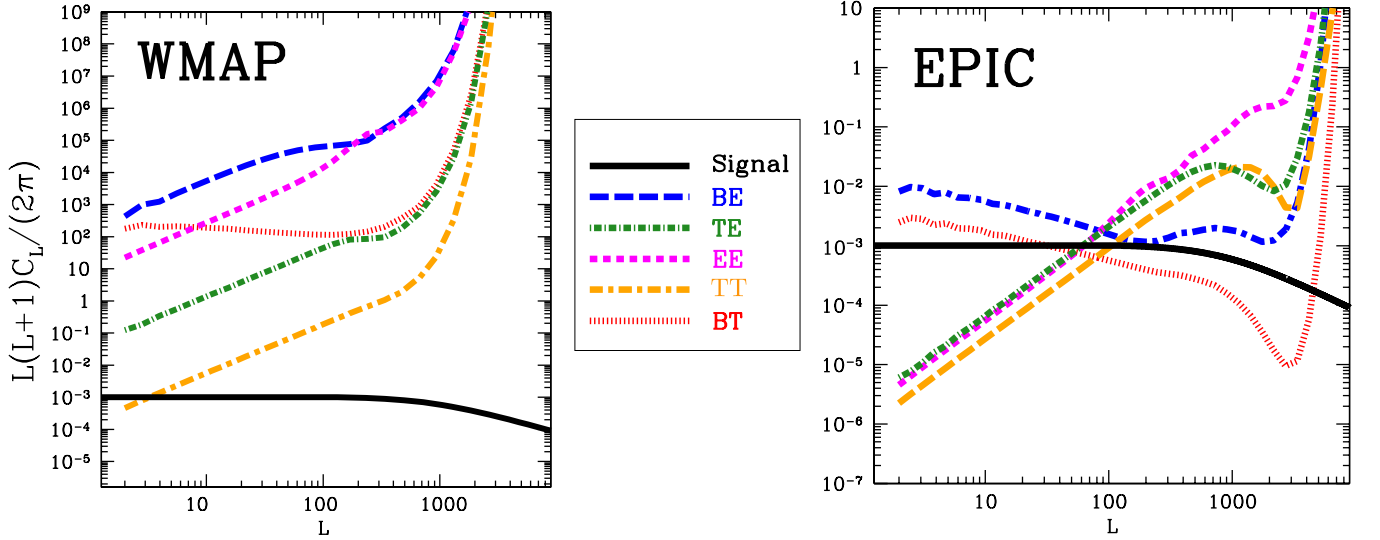 L(L+1)C_L/(2π)
10⁹
10⁸
10⁷
10⁶
10⁵
10⁴
10³
10²
10
1
10⁻¹
10⁻²
10⁻³
10⁻⁴
10⁻⁵
WMAP
10
100
1000
L
Signal
BE
TE
EE
TT
BT
10
1
10⁻¹
10⁻²
10⁻³
10⁻⁴
10⁻⁵
10⁻⁶
10⁻⁷
EPIC
10
100
1000
L